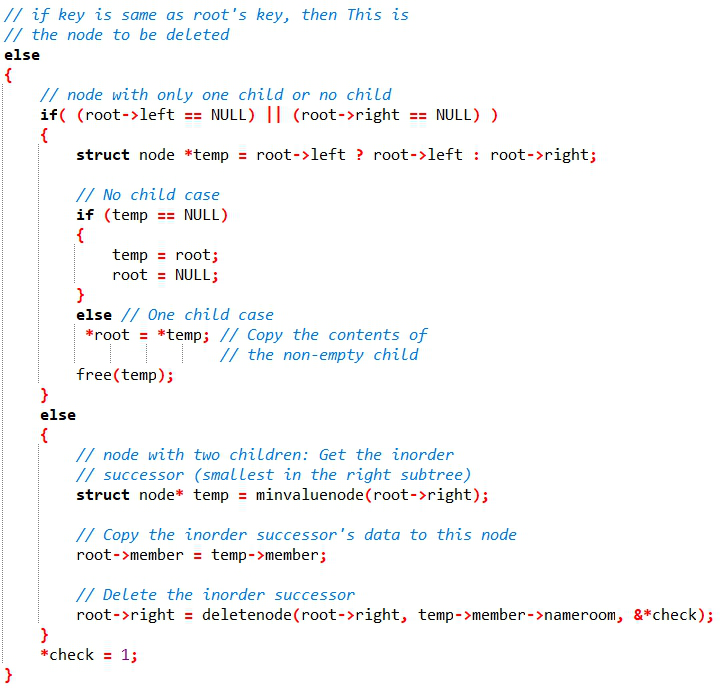 // if key is same as root's key, then This is
// the node to be deleted
else
{
// node with only one child or no child
if( (root->left == NULL) || (root->right == NULL) )
{
struct node *temp = root->left ? root->left : root->right;
// No child case
if (temp == NULL)
{
temp = root;
root = NULL;
}
else // One child case
*root = *temp; // Copy the contents of
// the non-empty child
free(temp);
}
else
{
// node with two children: Get the inorder
// successor (smallest in the right subtree)
struct node* temp = minvaluenode(root->right);
// Copy the inorder successor's data to this node
root->member = temp->member;
// Delete the inorder successor
root->right = deletenode(root->right, temp->member->nameroom, &*check);
}
*check = 1;
}